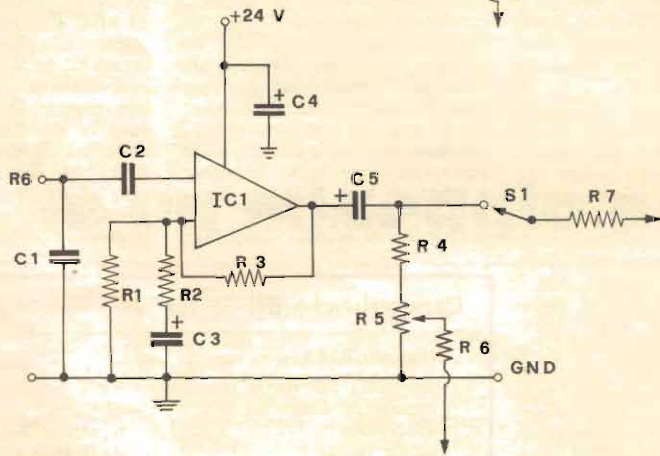 +24 V
+
C4
C2
R6
IC1
+
C5
S1
R7
C1
R1
R2
R3
R4
+
C3
R5
R6
GND